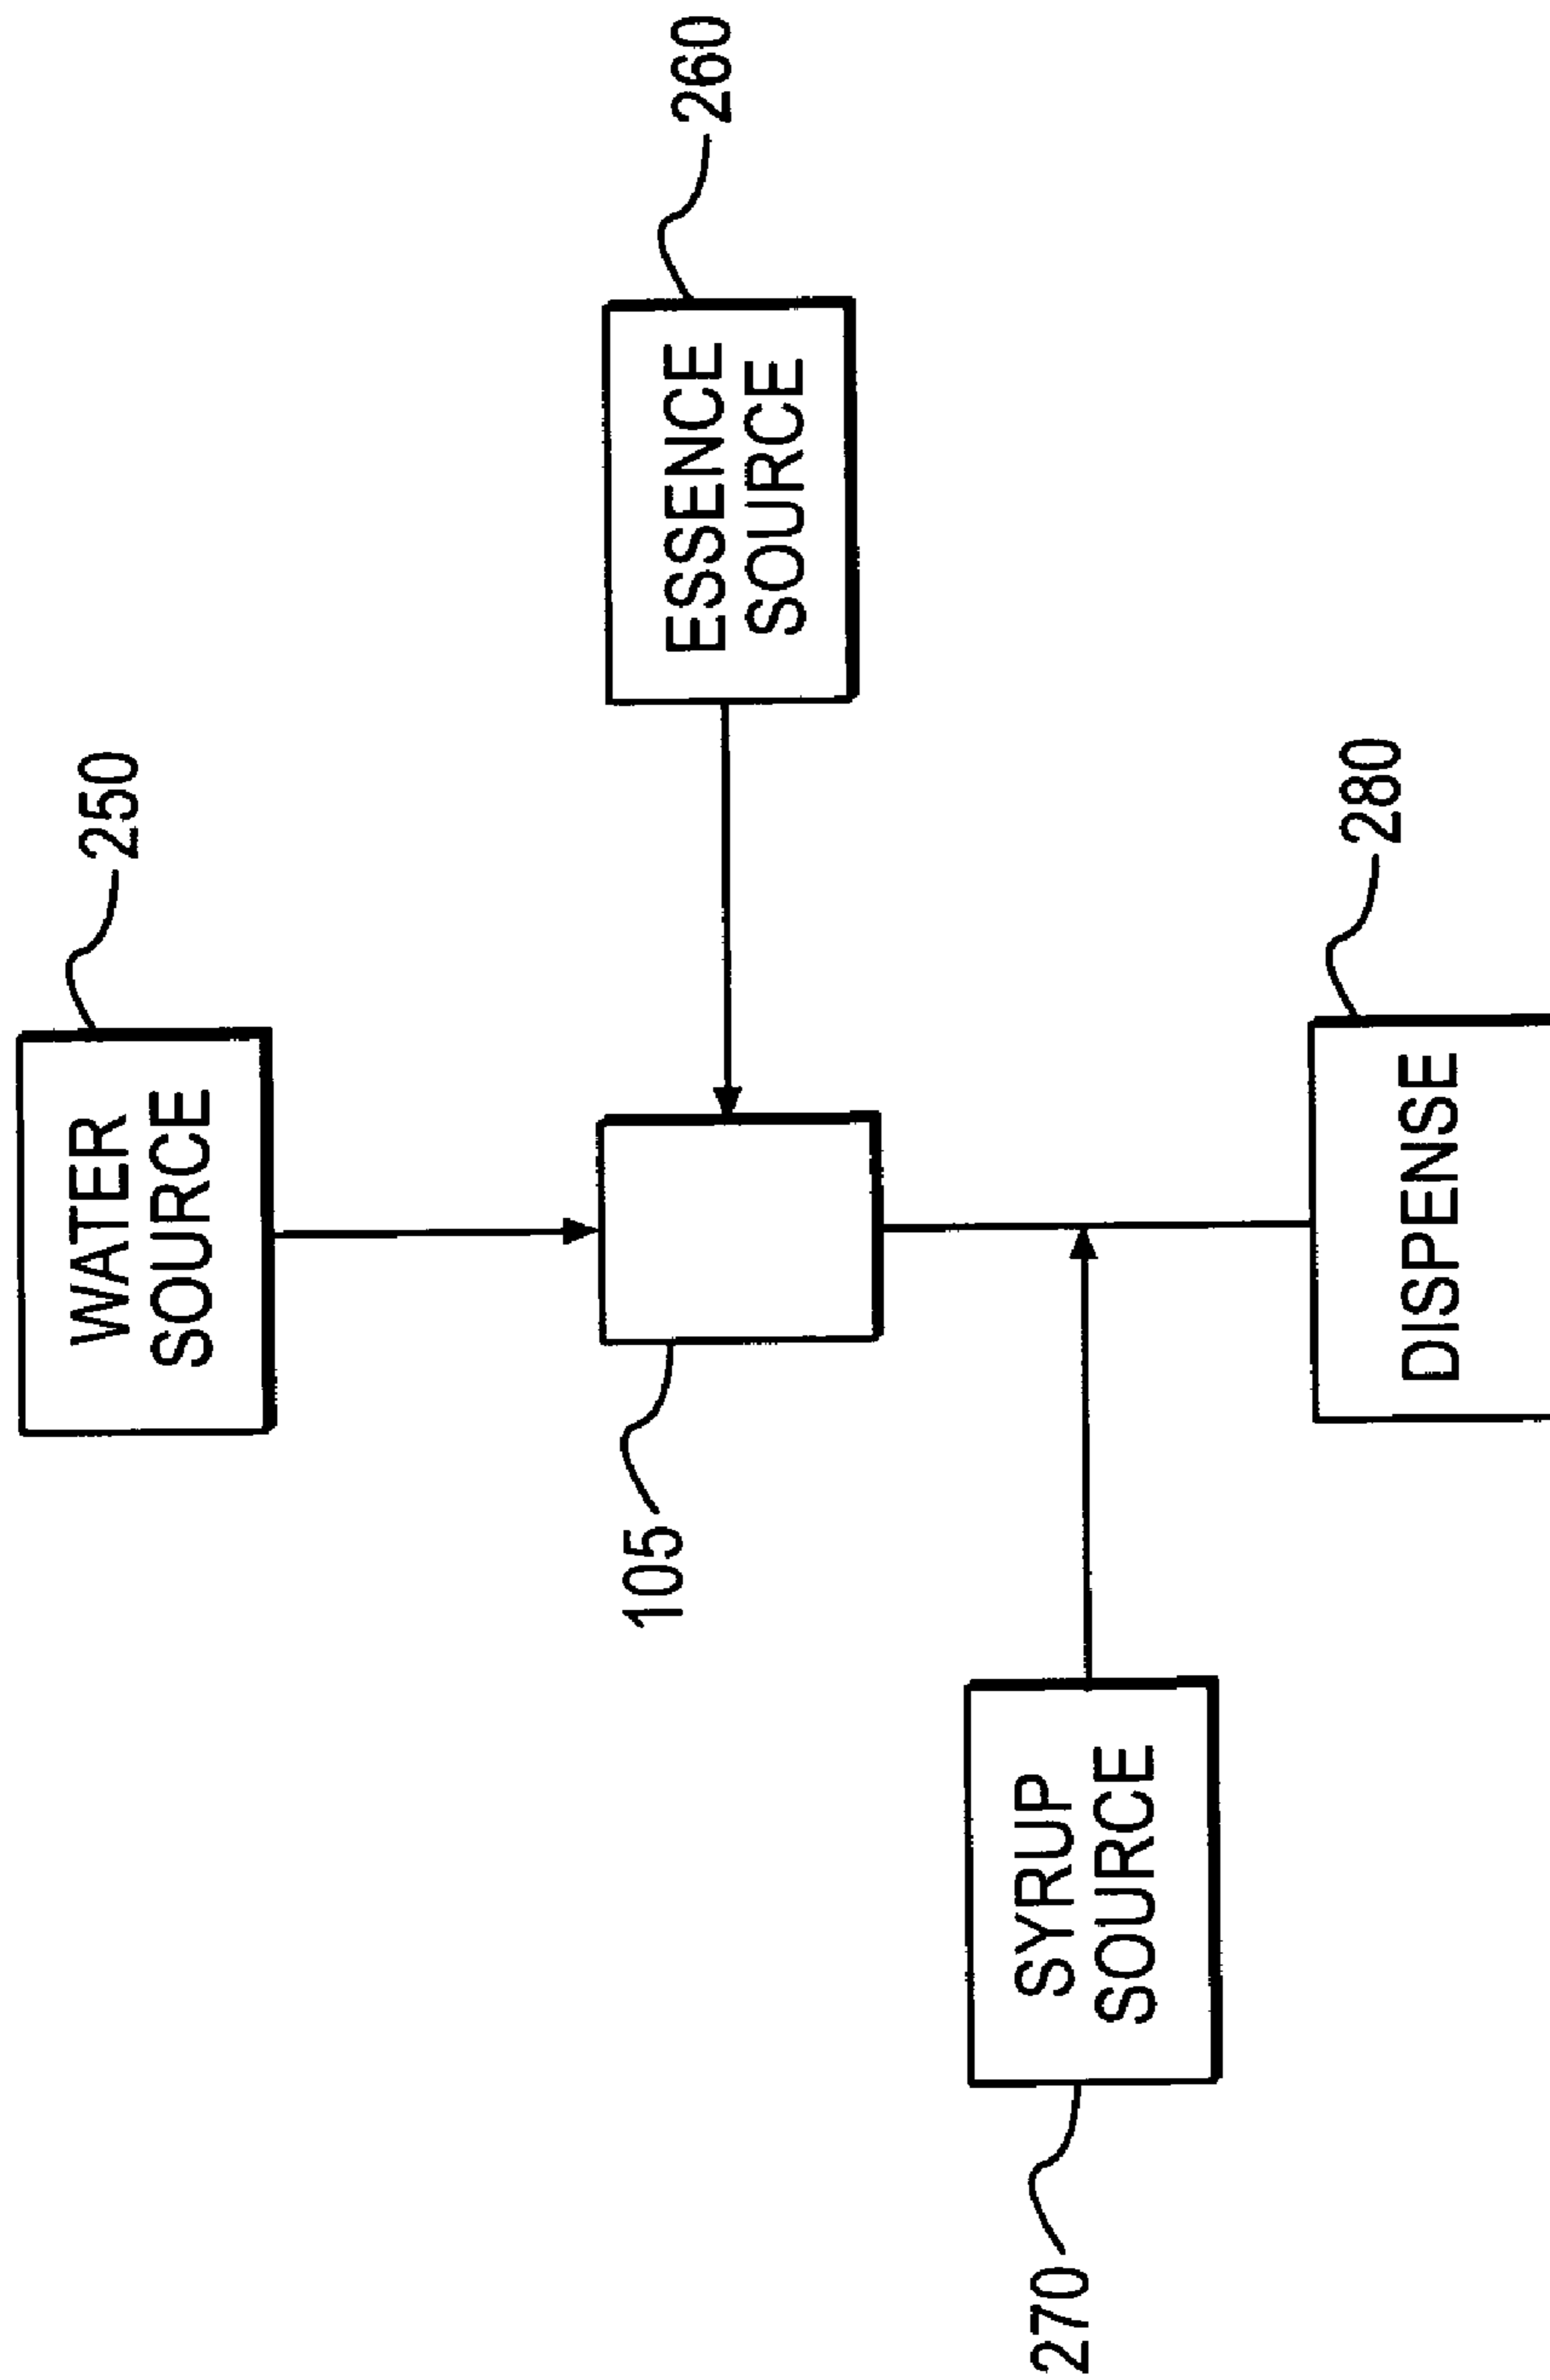 250
WATER
SOURCE
260
ESSENCE
SOURCE
105
270
SYRUP
SOURCE
280
DISPENSE